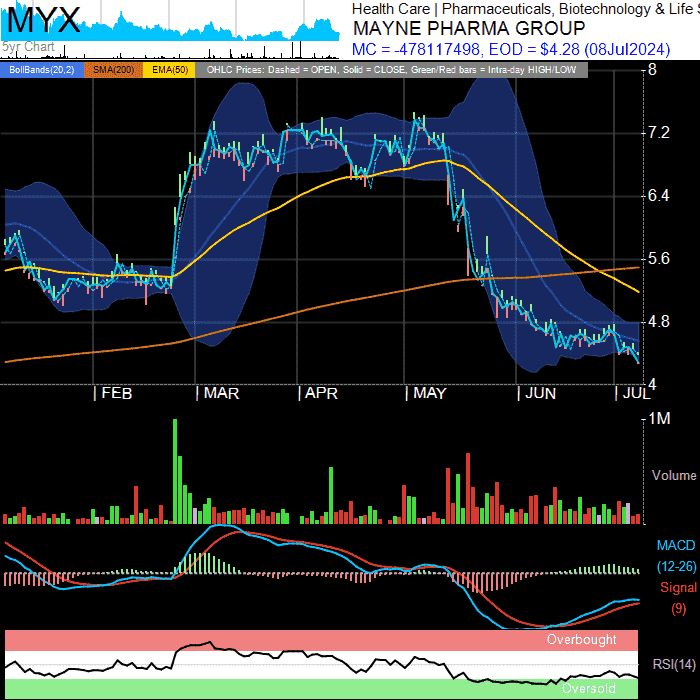 MYX
5yr Chart
Health Care | Pharmaceuticals, Biotechnology & Life S
MAYNE PHARMA GROUP
MC = -478117498, EOD = $4.28 (08Jul2024)
BollBands(20,2) SMA(200) EMA(50) OHLC Prices: Dashed = OPEN, Solid = CLOSE, Green/Red bars = Intra-day HIGH/LOW
8
7.2
6.4
5.6
4.8
4
| FEB | MAR | APR | MAY | JUN | JUL
1M
Volume
MACD
(12-26)
Signal
(9)
Overbought
RSI(14)
Oversold